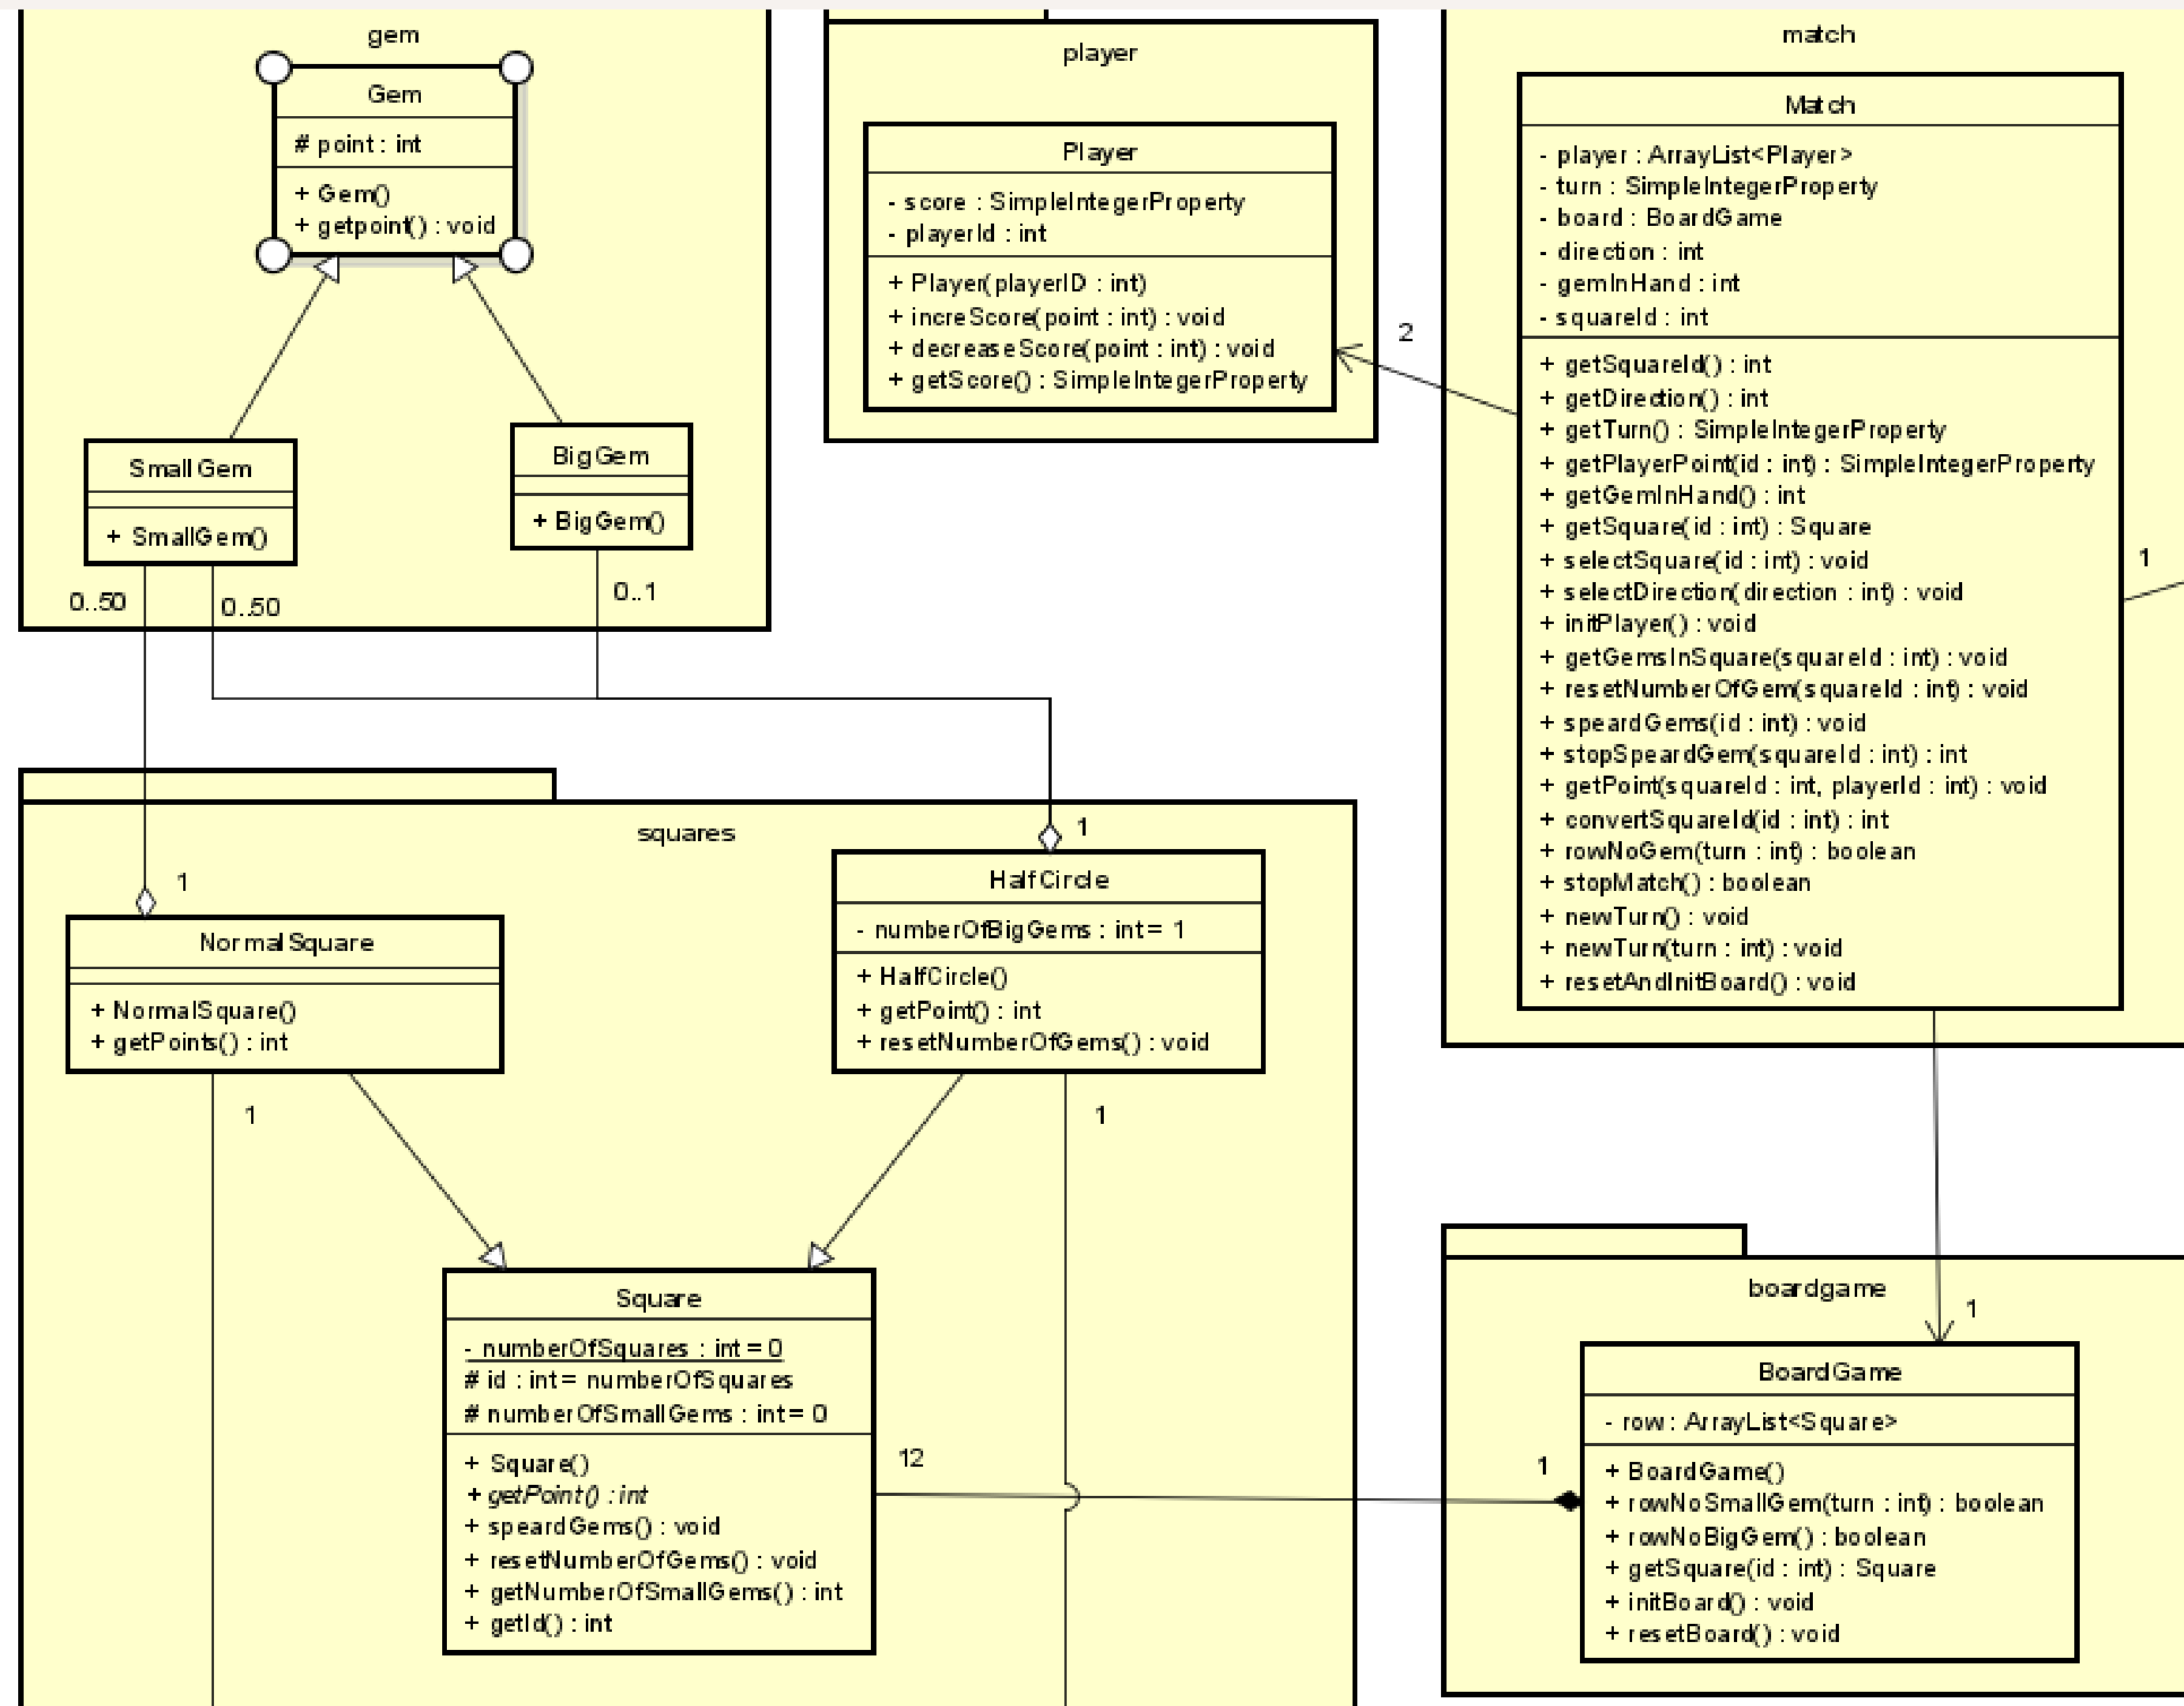 gem
Gem
# point : int
+ Gem()
+ getpoint() : void
SmallGem
+ SmallGem()
BigGem
+ BigGem()
0..50
0..50
0..1
player
Player
- score : SimpleIntegerProperty
- playerId : int
+ Player(playerID : int)
+ increScore(point : int) : void
+ decreaseScore(point : int) : void
+ getScore() : SimpleIntegerProperty
2
match
Match
- player : ArrayList<Player>
- turn : SimpleIntegerProperty
- board : BoardGame
- direction : int
- gemInHand : int
- squareId : int
+ getSquareId() : int
+ getDirection() : int
+ getTurn() : SimpleIntegerProperty
+ getPlayerPoint(id : int) : SimpleIntegerProperty
+ getGemInHand() : int
+ getSquare(id : int) : Square
+ selectSquare(id : int) : void
+ selectDirection(direction : int) : void
+ initPlayer() : void
+ getGemsInSquare(squareId : int) : void
+ resetNumberOfGem(squareId : int) : void
+ speardGems(id : int) : void
+ stopSpeardGem(squareId : int) : int
+ getPoint(squareId : int, playerId : int) : void
+ convertSquareId(id : int) : int
+ rowNoGem(turn : int) : boolean
+ stopMatch() : boolean
+ newTurn() : void
+ newTurn(turn : int) : void
+ resetAndInitBoard() : void
1
squares
1
NormalSquare
+ NormalSquare()
+ getPoints() : int
1
1
HalfCircle
- numberOfBigGems : int = 1
+ HalfCircle()
+ getPoint() : int
+ resetNumberOfGems() : void
1
Square
- numberOfSquares : int = 0
# id : int = numberOfSquares
# numberOfSmallGems : int = 0
+ Square()
+ getPoint() : int
+ speardGems() : void
+ resetNumberOfGems() : void
+ getNumberOfSmallGems() : int
+ getId() : int
12
1
boardgame
1
BoardGame
- row : ArrayList<Square>
+ BoardGame()
+ rowNoSmallGem(turn : int) : boolean
+ rowNoBigGem() : boolean
+ getSquare(id : int) : Square
+ initBoard() : void
+ resetBoard() : void